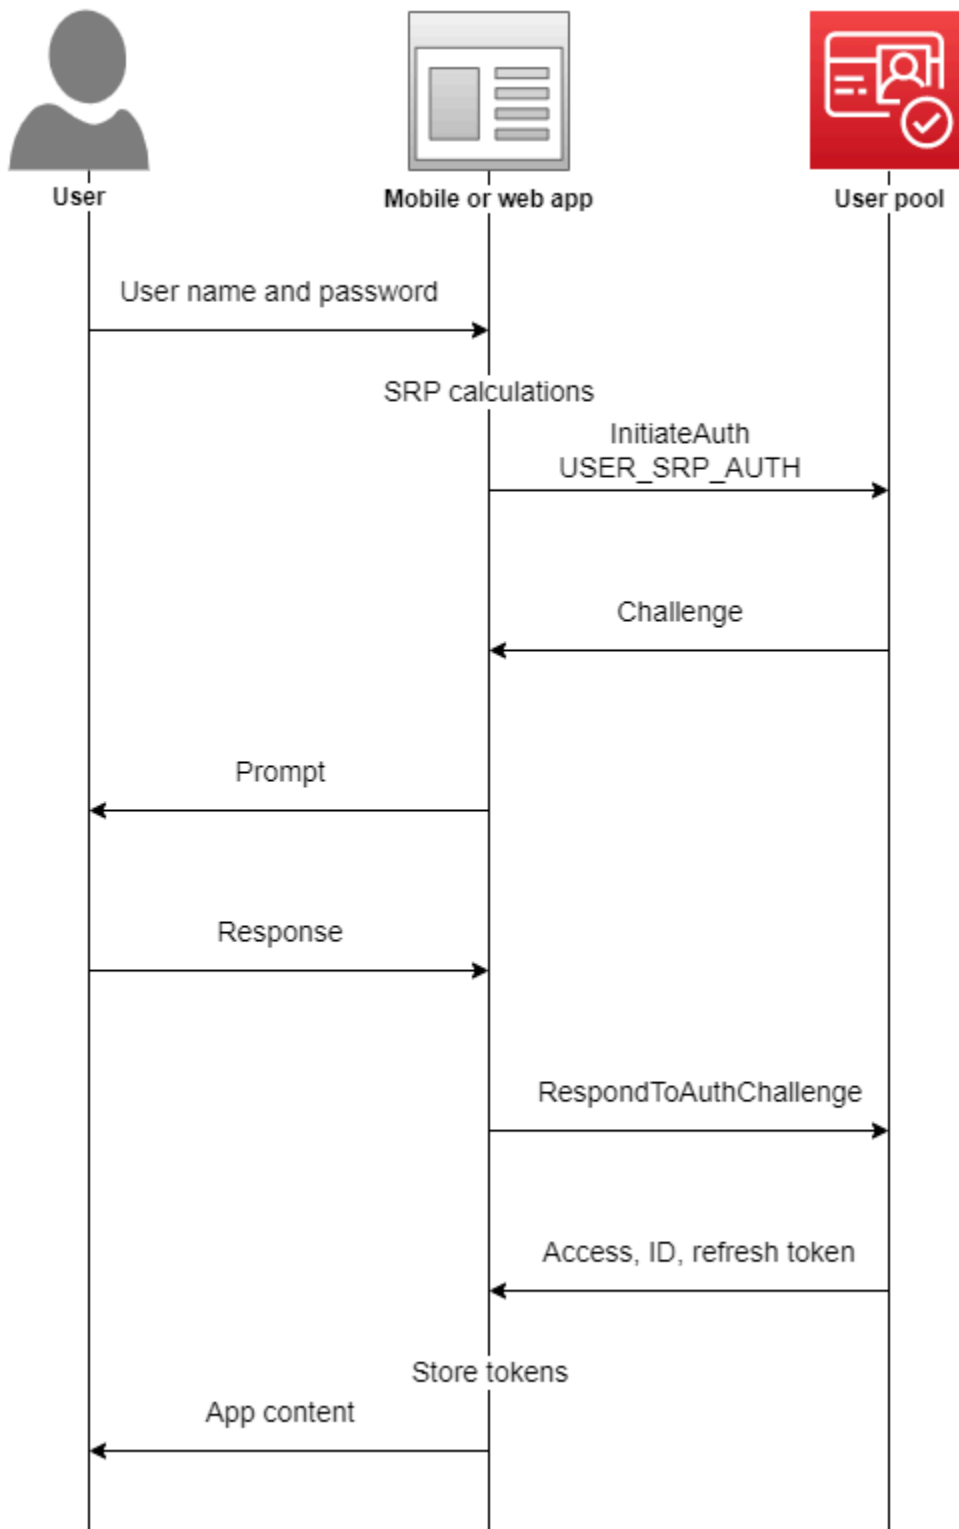 User
Mobile or web app
User pool
User name and password
SRP calculations
InitiateAuth
USER_SRP_AUTH
Challenge
Prompt
Response
RespondToAuthChallenge
Access, ID, refresh token
Store tokens
App content